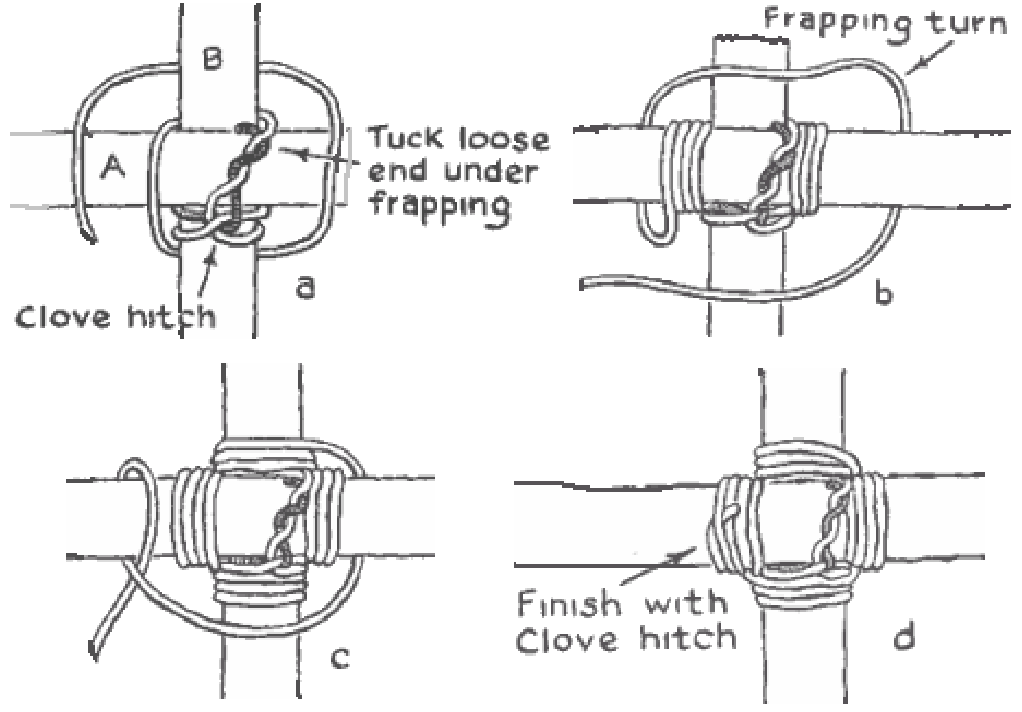 B
A
Tuck loose
end under
frapping
Clove hitch
a
Frapping turn
b
c
Finish with
Clove hitch
d